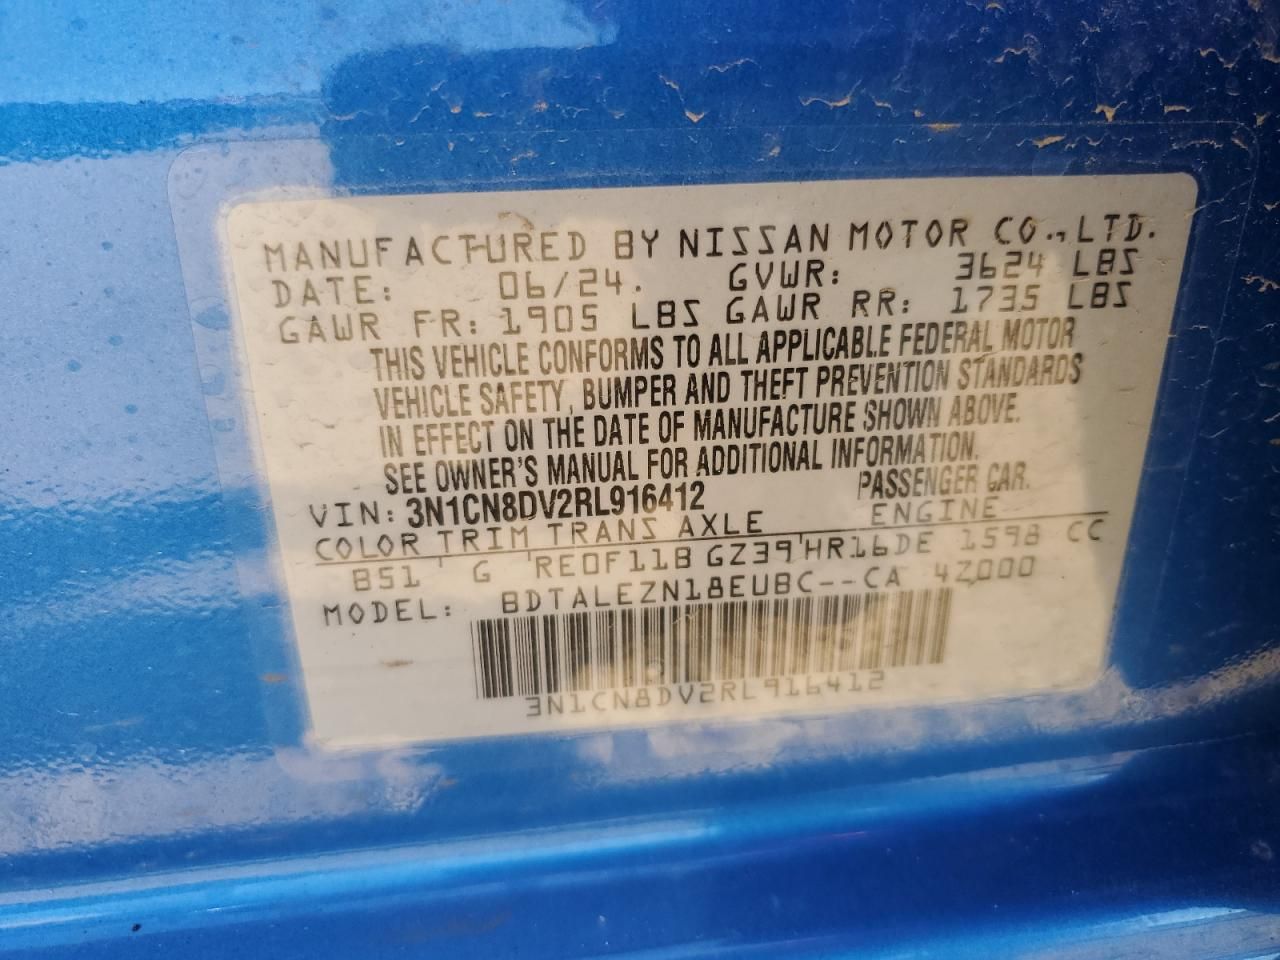 MANUFACTURED BY NISSAN MOTOR CO., LTD.
DATE: 06/24. GVWR: 3624 LBS
GAWR FR: 1905 LBS GAWR RR: 1735 LBS
THIS VEHICLE CONFORMS TO ALL APPLICABLE FEDERAL MOTOR
VEHICLE SAFETY, BUMPER AND THEFT PREVENTION STANDARDS
IN EFFECT ON THE DATE OF MANUFACTURE SHOWN ABOVE.
SEE OWNER'S MANUAL FOR ADDITIONAL INFORMATION.
VIN: 3N1CN8DV2RL916412 PASSENGER CAR.
COLOR TRIM TRANS AXLE ENGINE
B51 G RE0F11B GZ39 HR16DE 1598 CC
MODEL: BDTALEZN18EUBC--CA 4Z000
3N1CN8DV2RL916412